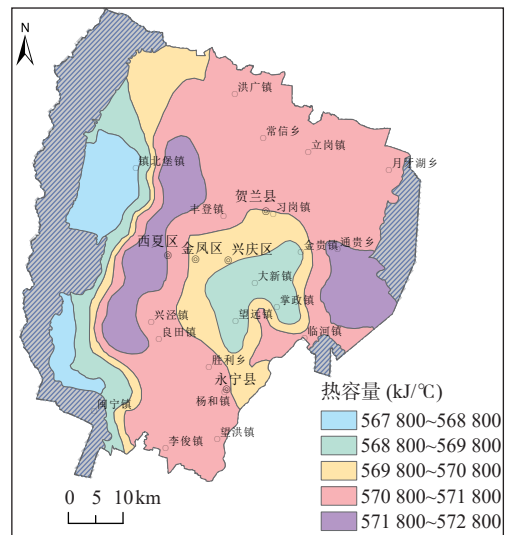 N
洪广镇
常信乡
立岗镇
月牙湖乡
镇北堡镇
贺兰县
丰登镇
习岗镇
西夏区
金凤区
兴庆区
金贵镇
通贵乡
大新镇
掌政镇
兴泾镇
望远镇
临河镇
良田镇
胜利乡
永宁县
闽宁镇
杨和镇
望洪镇
李俊镇
热容量 (kJ/℃)
567 800~568 800
568 800~569 800
569 800~570 800
570 800~571 800
571 800~572 800
0 5 10km